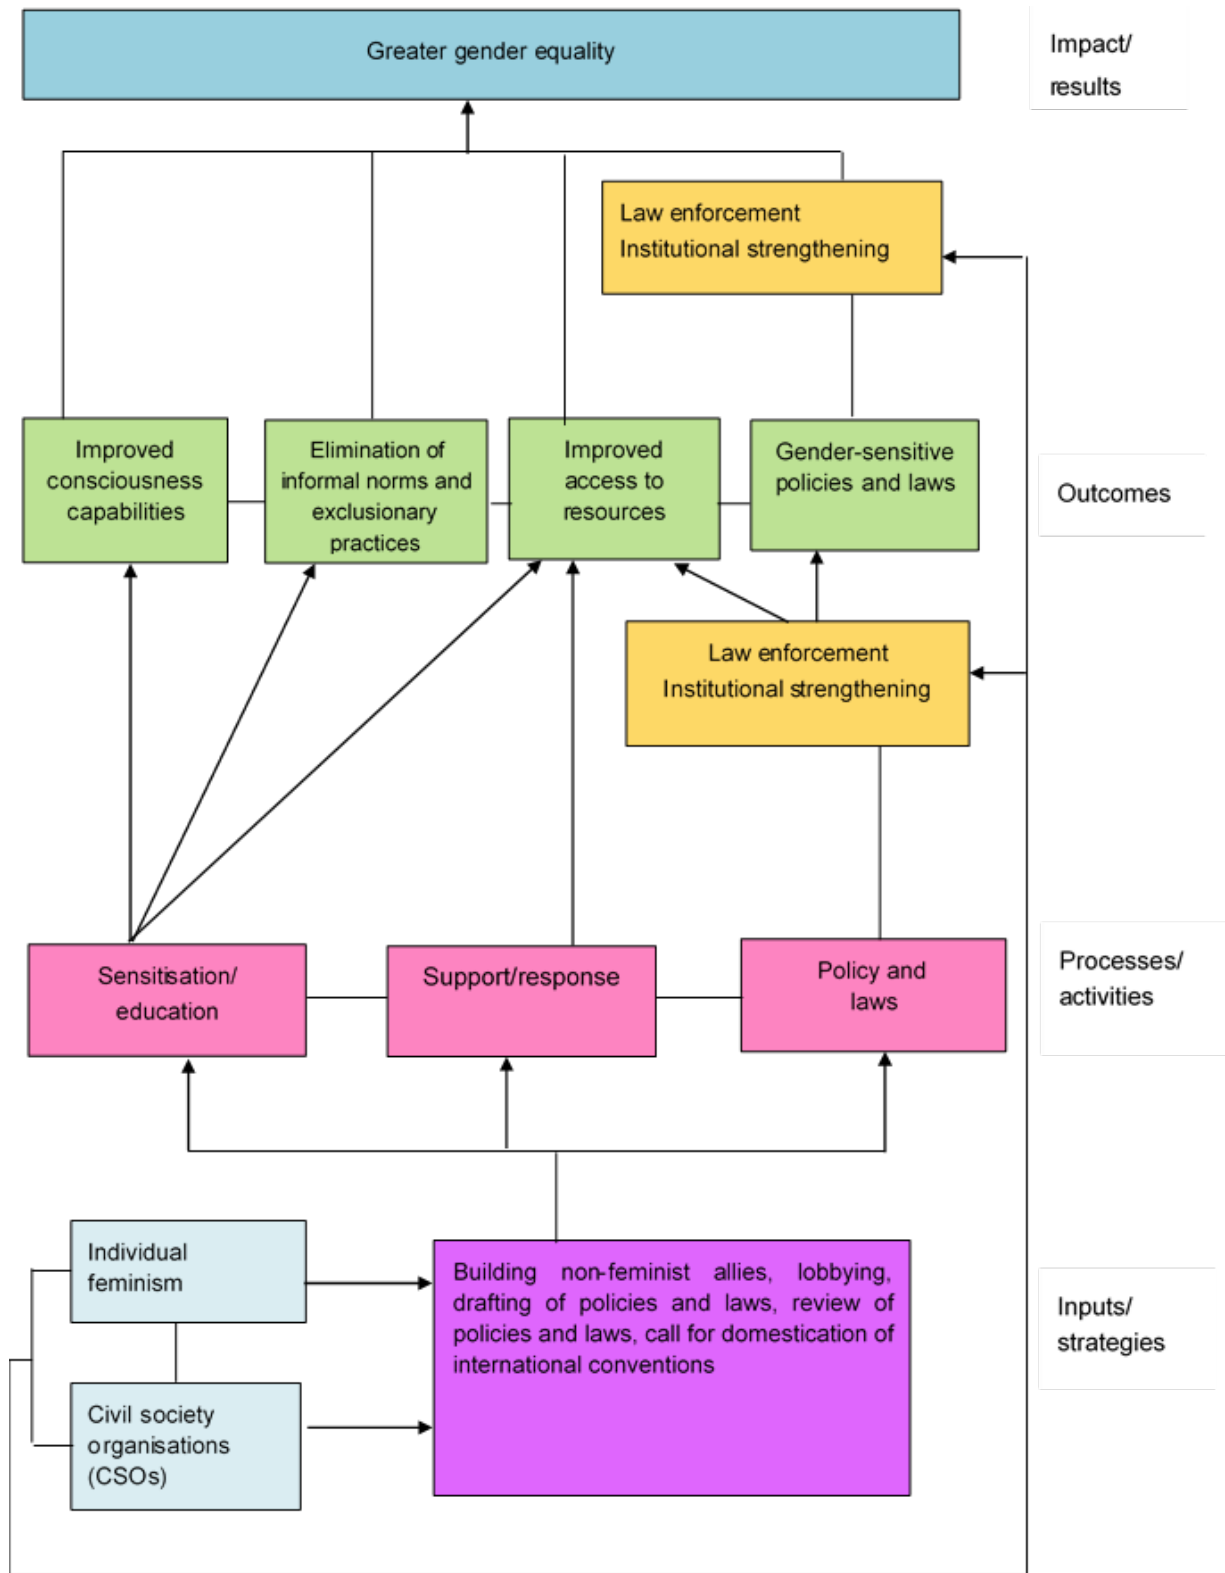 Greater gender equality
Impact/
results
Law enforcement
Institutional strengthening
Improved
consciousness
capabilities
Elimination of
informal norms and
exclusionary
practices
Improved
access to
resources
Gender-sensitive
policies and laws
Outcomes
Law enforcement
Institutional strengthening
Sensitisation/
education
Support/response
Policy and
laws
Processes/
activities
Individual
feminism
Building non-feminist allies, lobbying,
drafting of policies and laws, review of
policies and laws, call for domestication of
international conventions
Inputs/
strategies
Civil society
organisations
(CSOs)